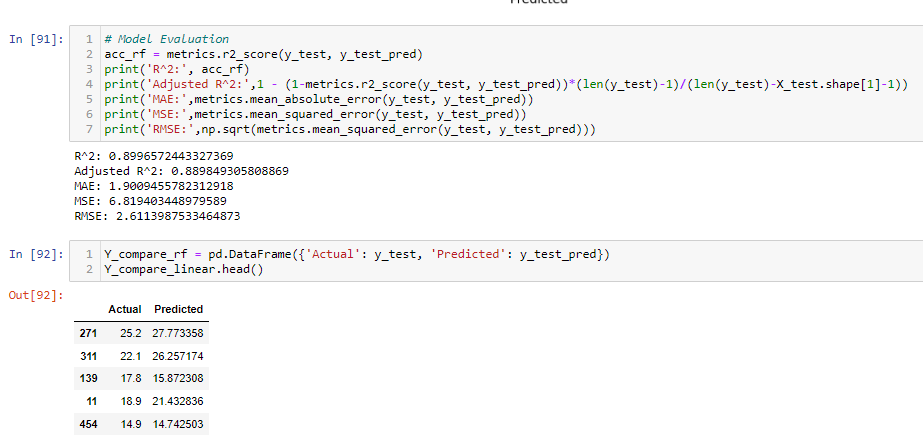 Predicted
In [91]:
1 # Model Evaluation
2 acc_rf = metrics.r2_score(y_test, y_test_pred)
3 print('R^2:', acc_rf)
4 print('Adjusted R^2:',1 - (1-metrics.r2_score(y_test, y_test_pred))*(len(y_test)-1)/(len(y_test)-X_test.shape[1]-1))
5 print('MAE:',metrics.mean_absolute_error(y_test, y_test_pred))
6 print('MSE:',metrics.mean_squared_error(y_test, y_test_pred))
7 print('RMSE:',np.sqrt(metrics.mean_squared_error(y_test, y_test_pred)))
R^2: 0.8996572443327369
Adjusted R^2: 0.889849305808869
MAE: 1.9009455782312918
MSE: 6.819403448979589
RMSE: 2.6113987533464873
In [92]:
1 Y_compare_rf = pd.DataFrame({'Actual': y_test, 'Predicted': y_test_pred})
2 Y_compare_linear.head()
Out[92]:
Actual Predicted
271 25.2 27.773358
311 22.1 26.257174
139 17.8 15.872308
11 18.9 21.432836
454 14.9 14.742503